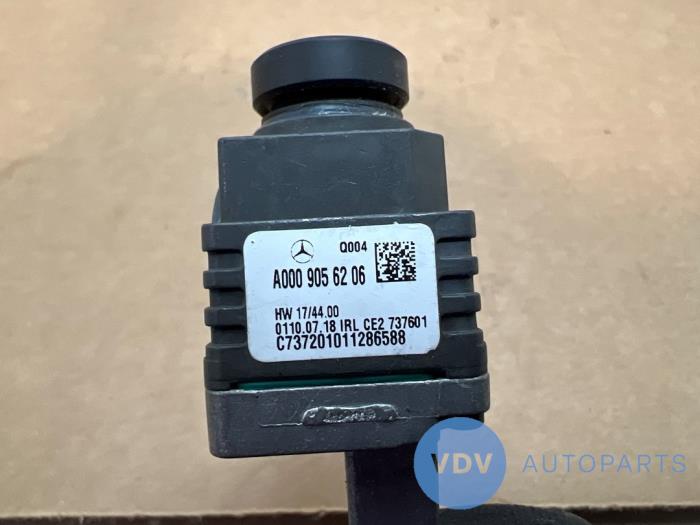 Q004
A000 905 62 06
HW 17/44.00
0110.07.18 IRL CE2 737601
C737201011286588
VDV AUTOPARTS